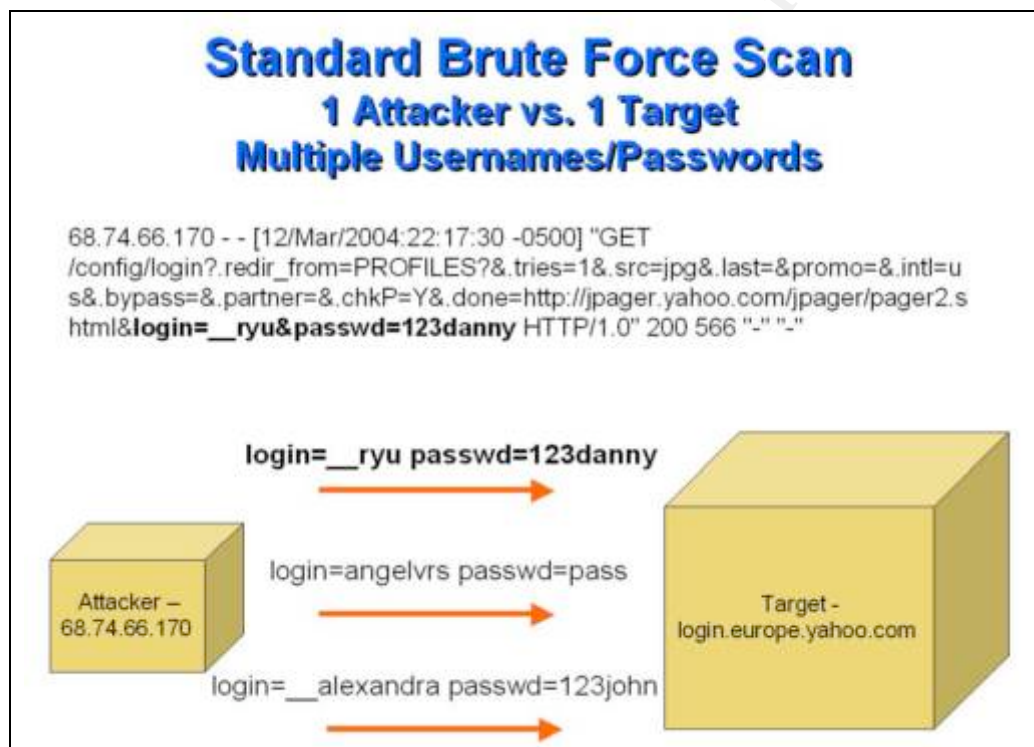 Standard Brute Force Scan
1 Attacker vs. 1 Target
Multiple Usernames/Passwords
68.74.66.170 - - [12/Mar/2004:22:17:30 -0500] "GET
/config/login?.redir_from=PROFILES?&.tries=1&.src=jpg&.last=&promo=&.intl=u
s&.bypass=&.partner=&.chkP=Y&.done=http://jpager.yahoo.com/jpager/pager2.s
html&login=__ryu&passwd=123danny HTTP/1.0" 200 566 "-" "-"
login=__ryu passwd=123danny
login=angelvrs passwd=pass
login=__alexandra passwd=123john
Attacker –
68.74.66.170
Target -
login.europe.yahoo.com